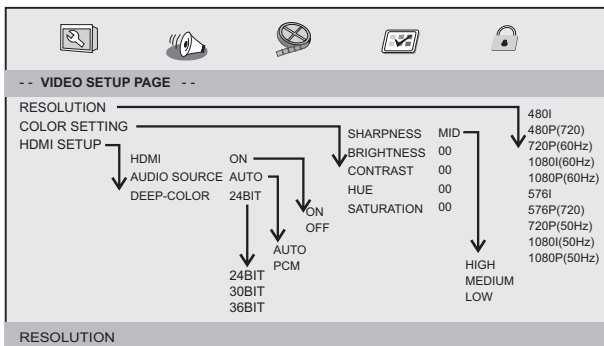 - - VIDEO SETUP PAGE - -
RESOLUTION
COLOR SETTING
HDMI SETUP
HDMI ON
AUDIO SOURCE AUTO
DEEP-COLOR 24BIT
ON
OFF
AUTO
PCM
24BIT
30BIT
36BIT
SHARPNESS MID
BRIGHTNESS 00
CONTRAST 00
HUE 00
SATURATION 00
HIGH
MEDIUM
LOW
480I
480P(720)
720P(60Hz)
1080I(60Hz)
1080P(60Hz)
576I
576P(720)
720P(50Hz)
1080I(50Hz)
1080P(50Hz)
RESOLUTION